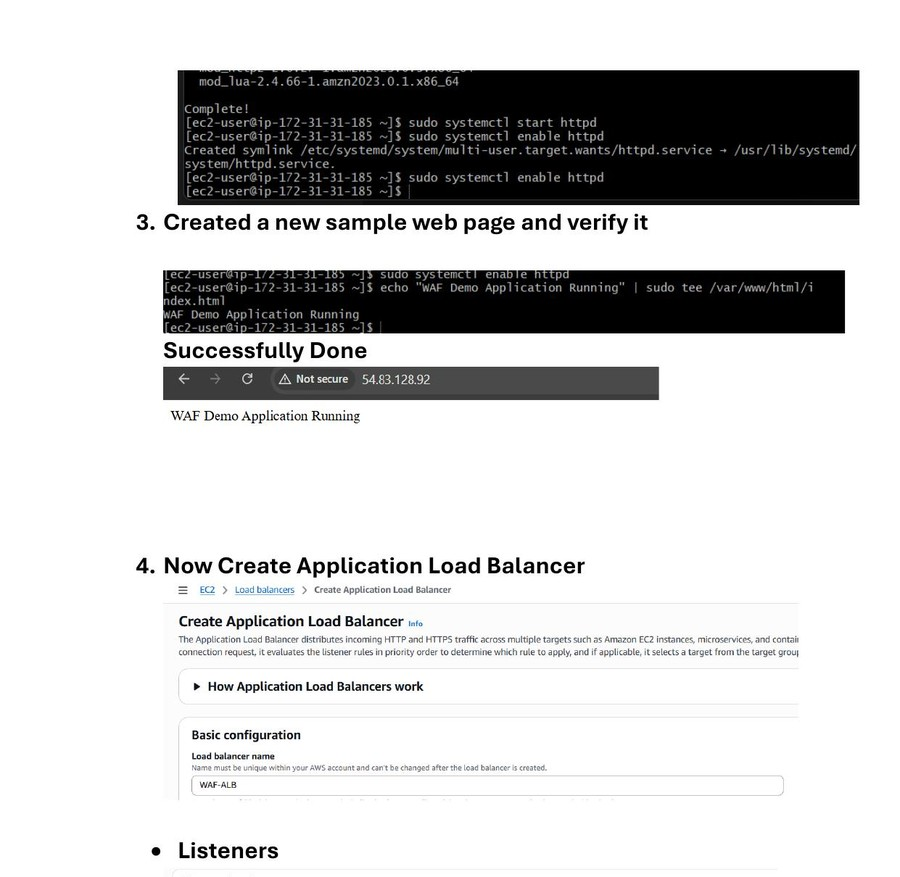 mod_lua-2.4.66-1.amzn2023.0.1.x86_64
Complete!
[ec2-user@ip-172-31-31-185 ~]$ sudo systemctl start httpd
[ec2-user@ip-172-31-31-185 ~]$ sudo systemctl enable httpd
Created symlink /etc/systemd/system/multi-user.target.wants/httpd.service → /usr/lib/systemd/
system/httpd.service.
[ec2-user@ip-172-31-31-185 ~]$ sudo systemctl enable httpd
[ec2-user@ip-172-31-31-185 ~]$
3. Created a new sample web page and verify it
[ec2-user@ip-172-31-31-185 ~]$ sudo systemctl enable httpd
[ec2-user@ip-172-31-31-185 ~]$ echo "WAF Demo Application Running" | sudo tee /var/www/html/i
ndex.html
WAF Demo Application Running
[ec2-user@ip-172-31-31-185 ~]$
Successfully Done
Not secure 54.83.128.92
WAF Demo Application Running
4. Now Create Application Load Balancer
EC2 > Load balancers > Create Application Load Balancer
Create Application Load Balancer Info
The Application Load Balancer distributes incoming HTTP and HTTPS traffic across multiple targets such as Amazon EC2 instances, microservices, and contain
connection request, it evaluates the listener rules in priority order to determine which rule to apply, and if applicable, it selects a target from the target group
How Application Load Balancers work
Basic configuration
Load balancer name
Name must be unique within your AWS account and can't be changed after the load balancer is created.
WAF-ALB
• Listeners